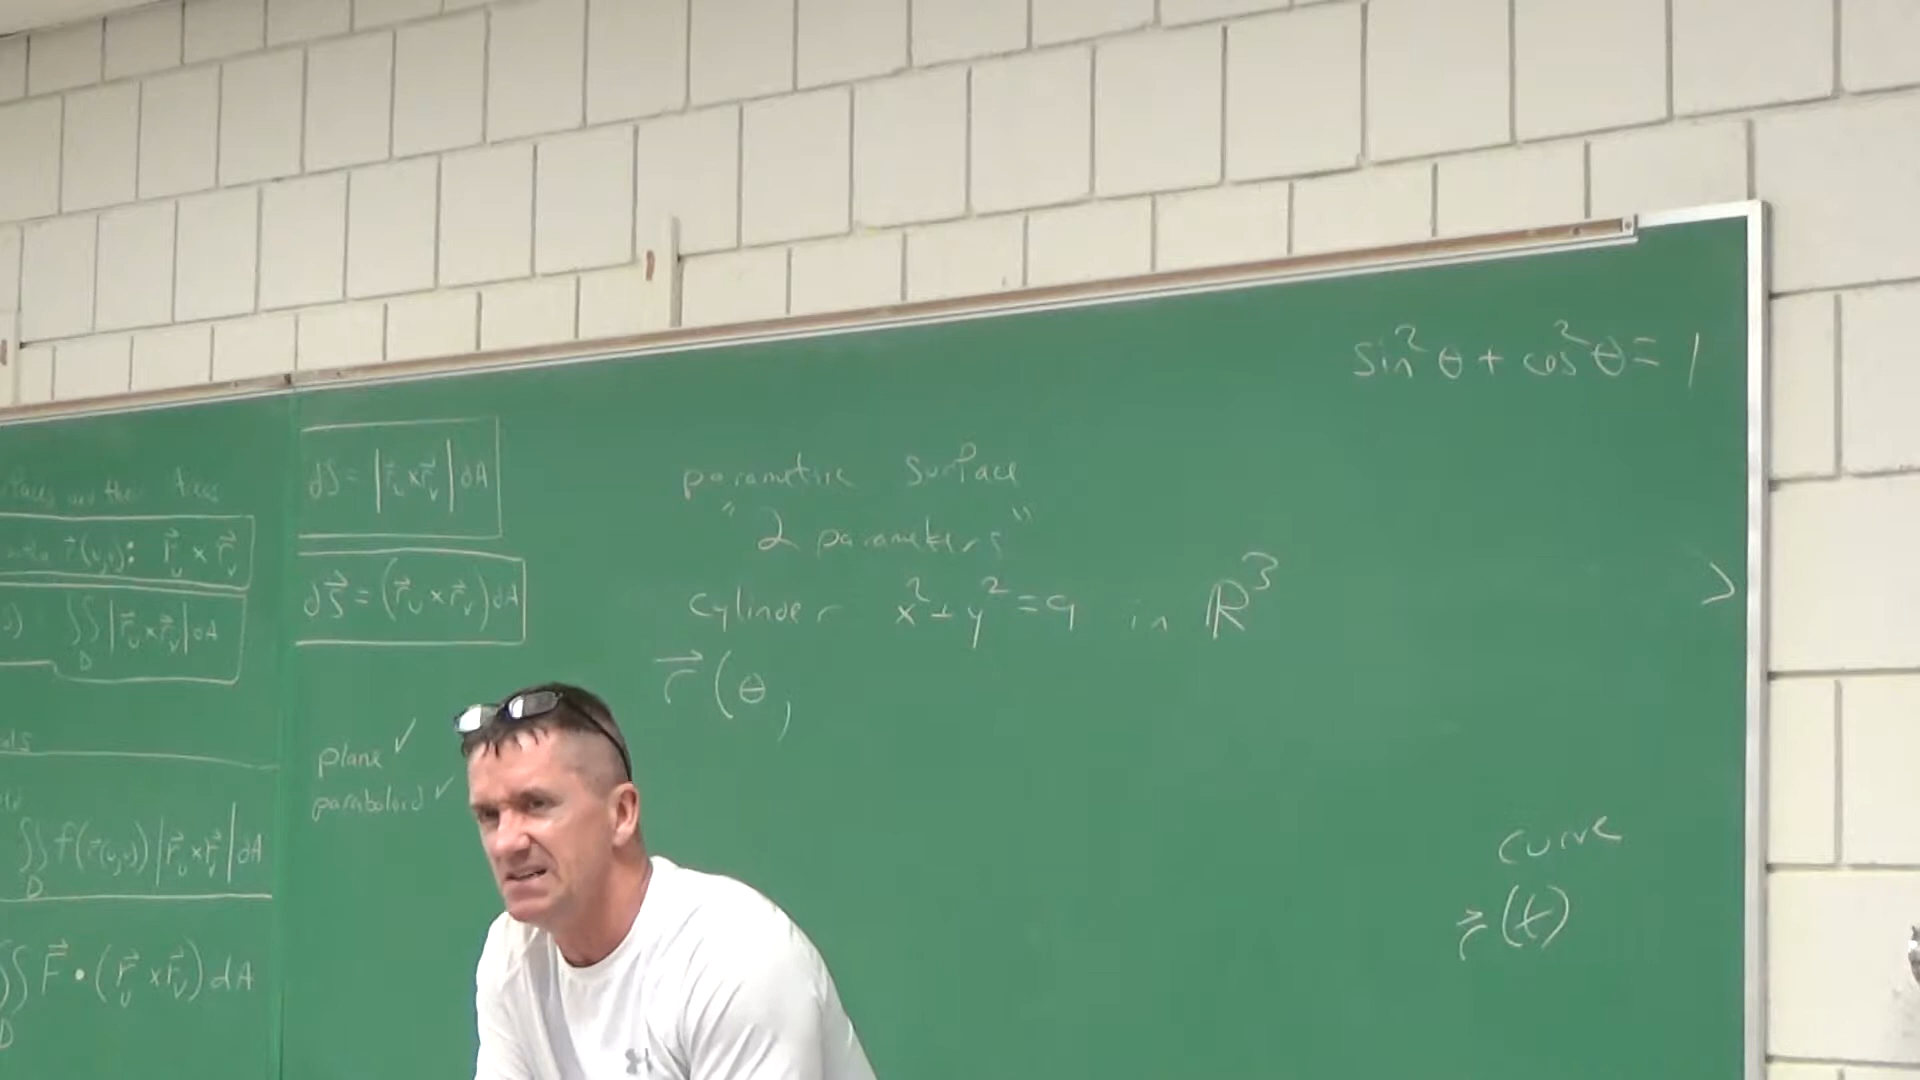 Areas
r⃗(u,v): r⃗ᵤ × r⃗ᵥ
∬_D |r⃗ᵤ × r⃗ᵥ| dA
∬_D f(r⃗(u,v)) |r⃗ᵤ × r⃗ᵥ| dA
∬_D F⃗ • (r⃗ᵤ × r⃗ᵥ) dA
dS = |r⃗ᵤ × r⃗ᵥ| dA
dS⃗ = (r⃗ᵤ × r⃗ᵥ) dA
plane ✓
paraboloid ✓
parametric surface
"2 parameters"
cylinder x² + y² = 9 in ℝ³
r⃗(θ,
sin²θ + cos²θ = 1
>
curve
r⃗(t)